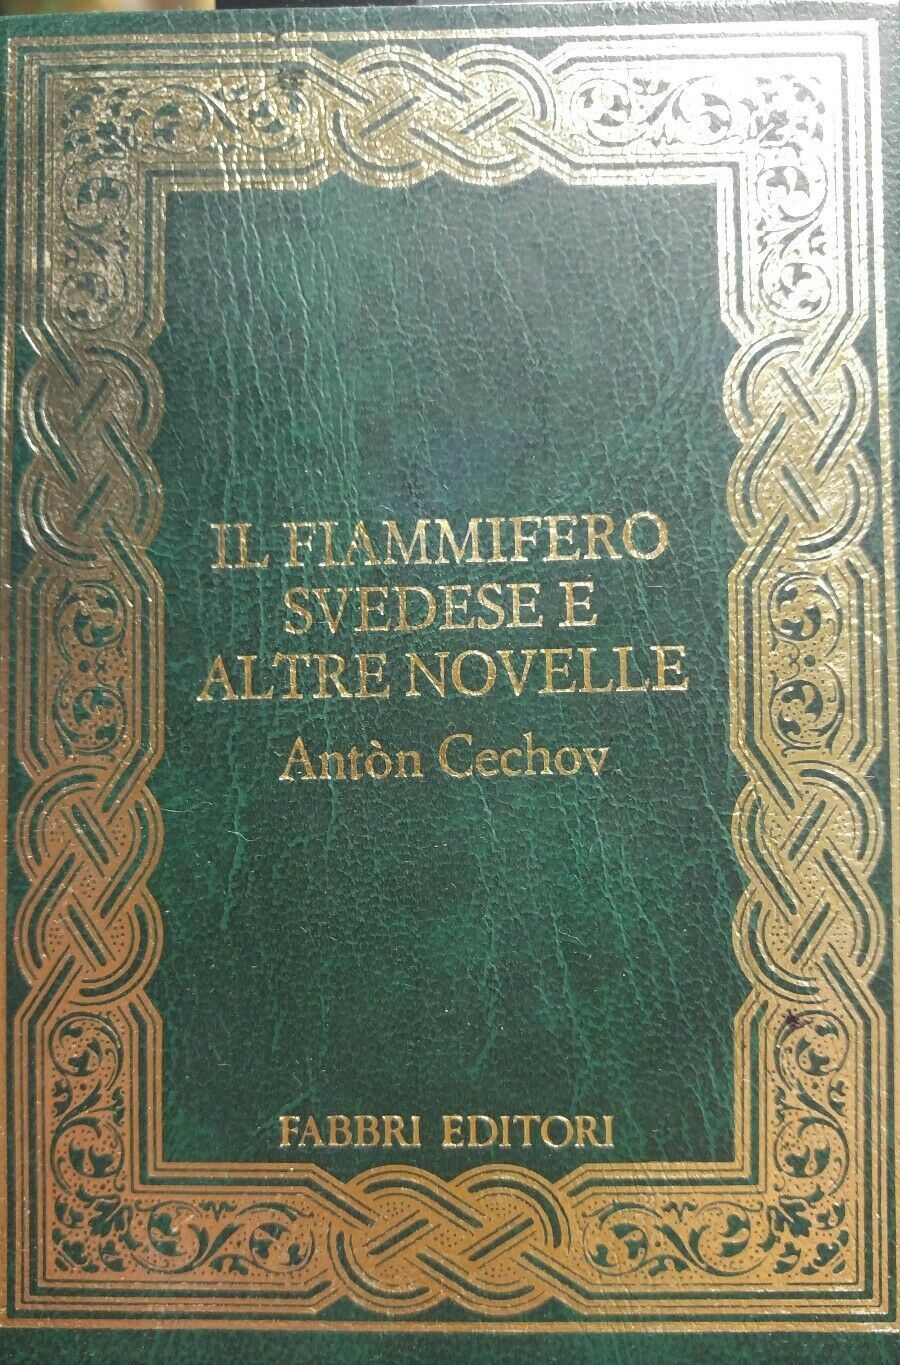 IL FIAMMIFERO
SVEDESE E
ALTRE NOVELLE
Antòn Cechov
FABBRI EDITORI